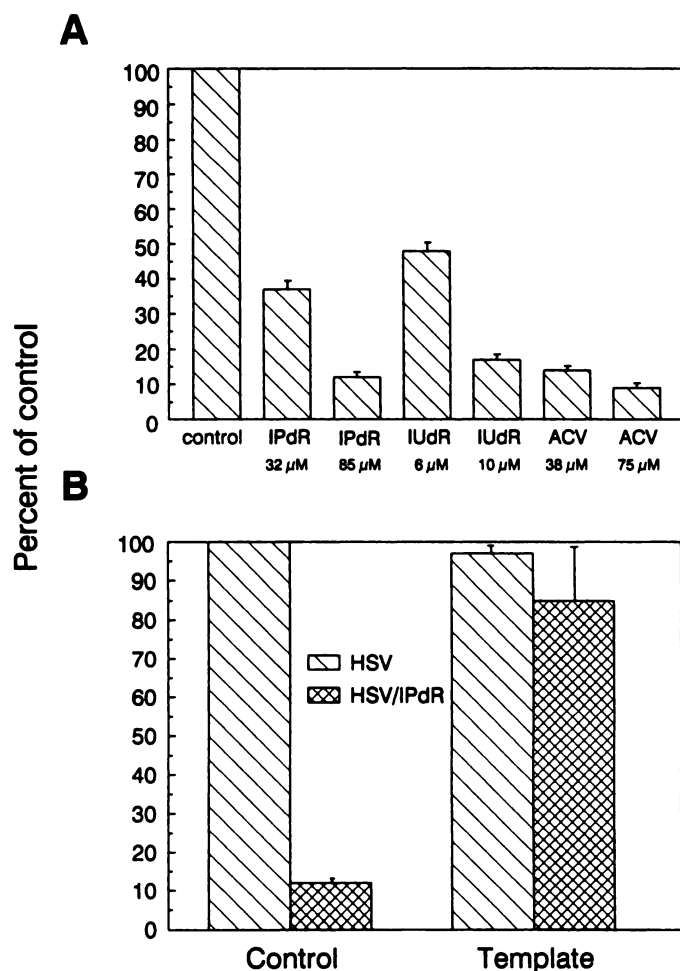 A
Percent of control
100
90
80
70
60
50
40
30
20
10
0
control IPdR IPdR IUdR IUdR ACV ACV
32 µM 85 µM 6 µM 10 µM 38 µM 75 µM
B
100
90
80
70
60
50
40
30
20
10
0
HSV
HSV/IPdR
Control Template